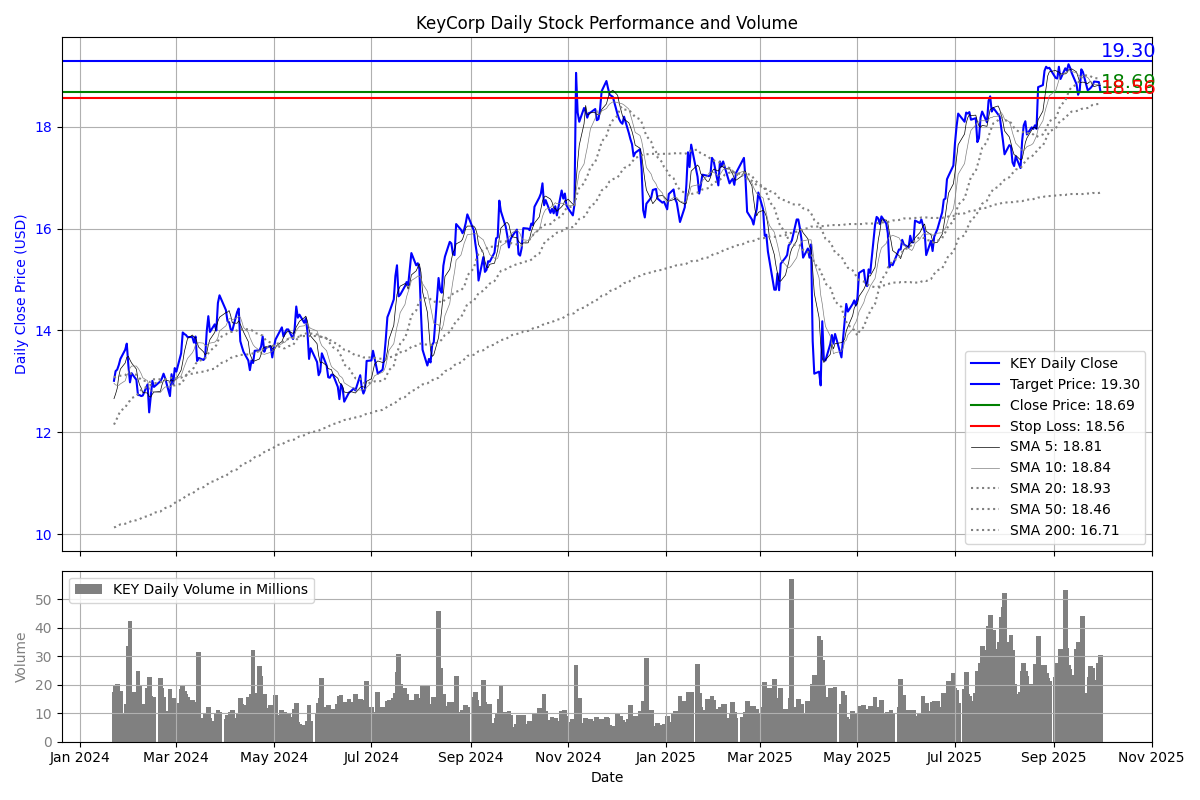 KeyCorp Daily Stock Performance and Volume
19.30
18.69
18.56
18
16
14
12
10
Daily Close Price (USD)
KEY Daily Close
Target Price: 19.30
Close Price: 18.69
Stop Loss: 18.56
SMA 5: 18.81
SMA 10: 18.84
SMA 20: 18.93
SMA 50: 18.46
SMA 200: 16.71
KEY Daily Volume in Millions
50
40
30
20
10
0
Volume
Jan 2024
Mar 2024
May 2024
Jul 2024
Sep 2024
Nov 2024
Jan 2025
Mar 2025
May 2025
Jul 2025
Sep 2025
Nov 2025
Date